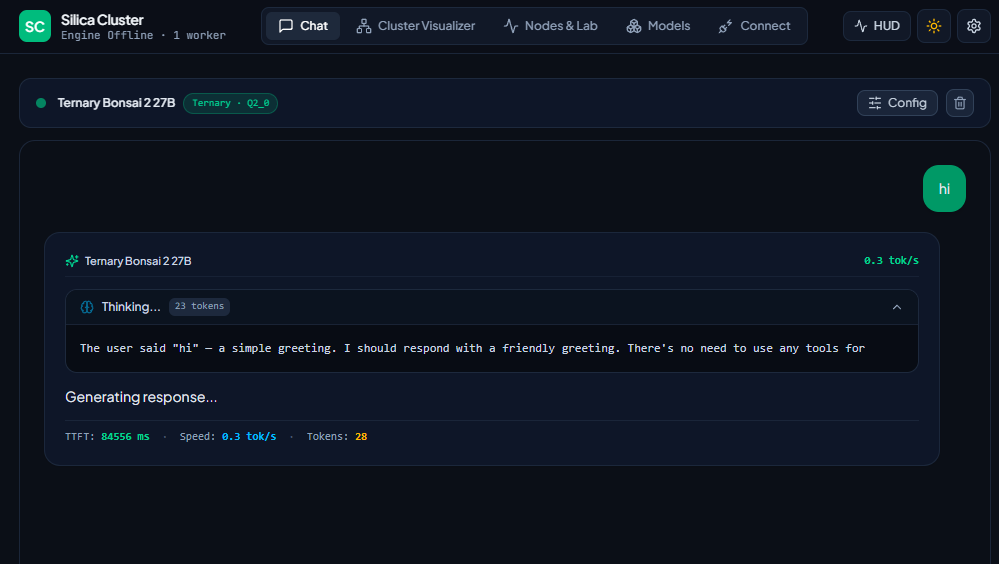 SC
Silica Cluster
Engine Offline · 1 worker
Chat
Cluster Visualizer
Nodes & Lab
Models
Connect
HUD
Ternary Bonsai 2 27B
Ternary · Q2_0
Config
hi
Ternary Bonsai 2 27B
0.3 tok/s
Thinking...
23 tokens
The user said "hi" — a simple greeting. I should respond with a friendly greeting. There's no need to use any tools for
Generating response...
TTFT: 84556 ms · Speed: 0.3 tok/s · Tokens: 28